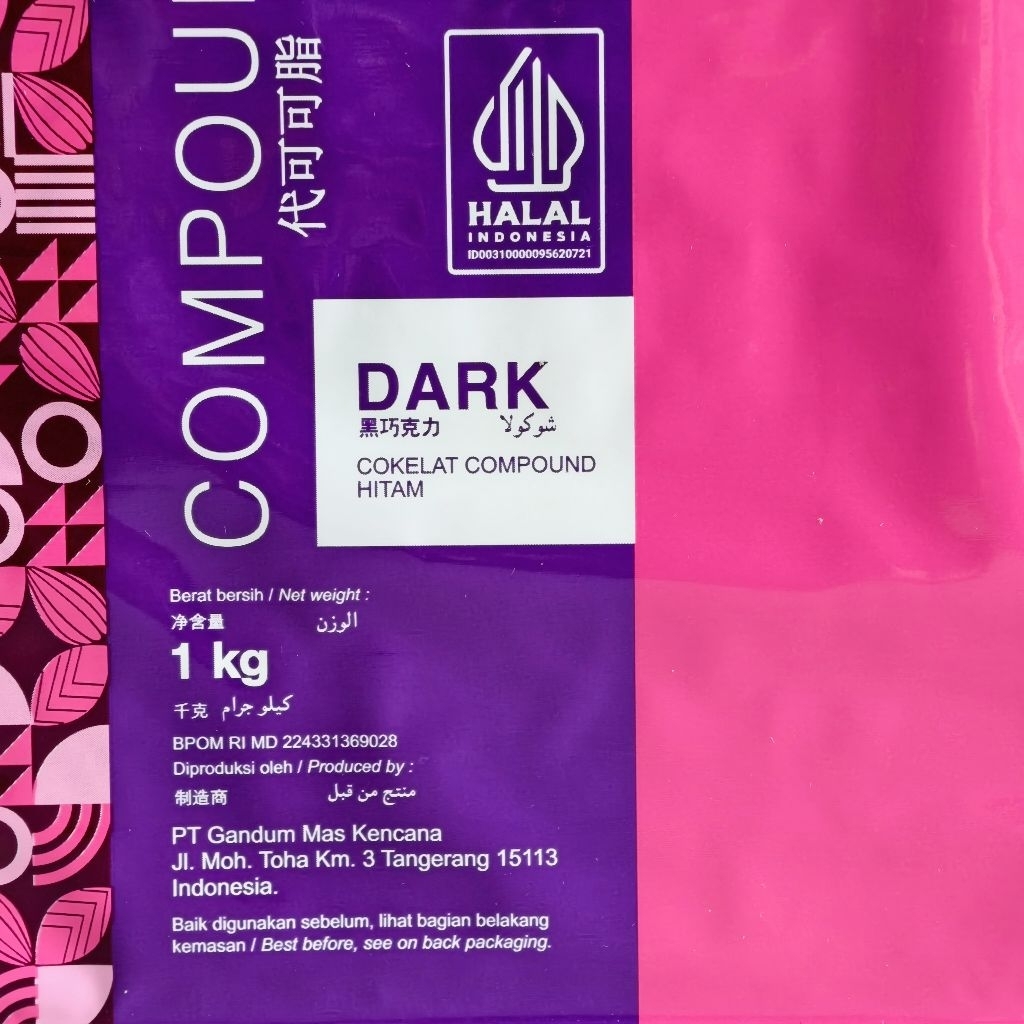 COMPOU
代可可脂
HALAL
INDONESIA
ID00310000095620721
DARK
黑巧克力 شوكولا
COKELAT COMPOUND
HITAM
Berat bersih / Net weight :
净含量 الوزن
1 kg
千克 كيلو جرام
BPOM RI MD 224331369028
Diproduksi oleh / Produced by :
制造商 منتج من قبل
PT Gandum Mas Kencana
Jl. Moh. Toha Km. 3 Tangerang 15113
Indonesia.
Baik digunakan sebelum, lihat bagian belakang
kemasan / Best before, see on back packaging.